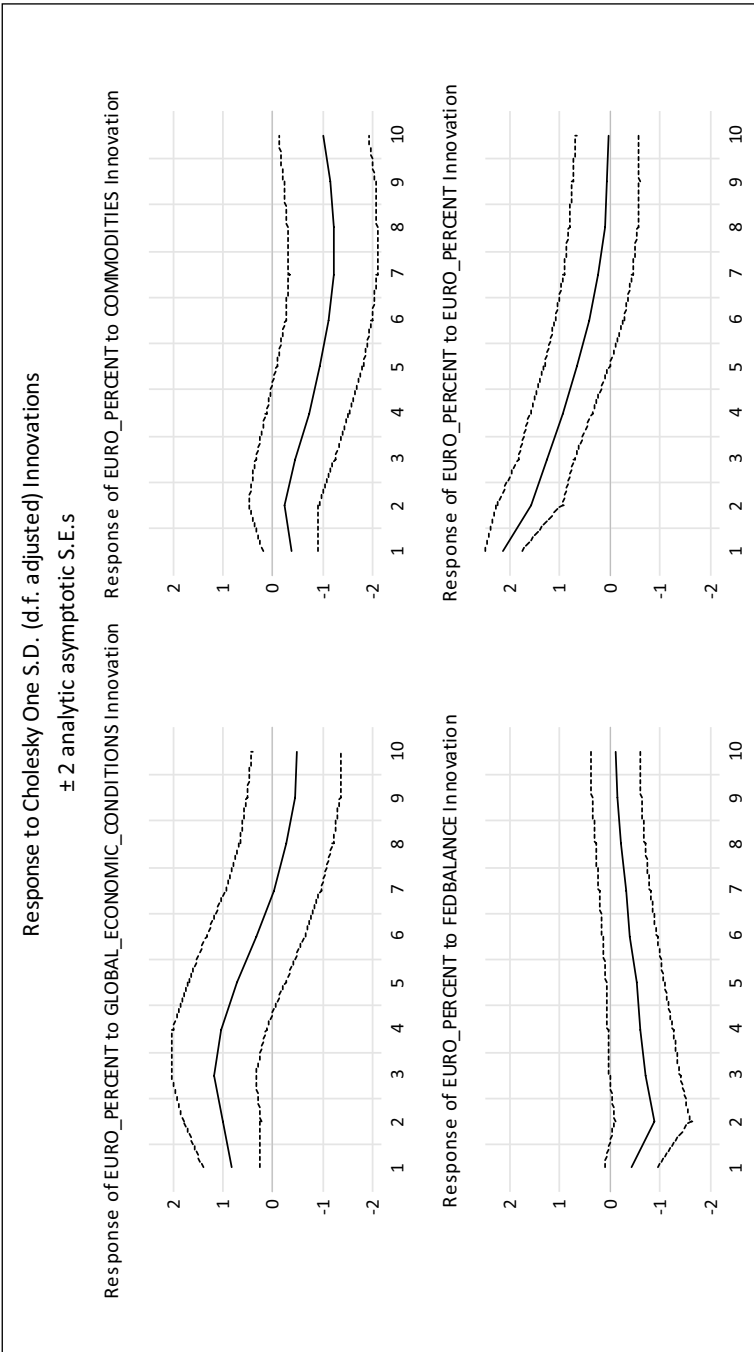 Response to Cholesky One S.D. (d.f. adjusted) Innovations
± 2 analytic asymptotic S.E.s
Response of EURO_PERCENT to GLOBAL_ECONOMIC_CONDITIONS Innovation
2
1
0
-1
-2
1 2 3 4 5 6 7 8 9 10
Response of EURO_PERCENT to COMMODITIES Innovation
2
1
0
-1
-2
1 2 3 4 5 6 7 8 9 10
Response of EURO_PERCENT to FEDBALANCE Innovation
2
1
0
-1
-2
1 2 3 4 5 6 7 8 9 10
Response of EURO_PERCENT to EURO_PERCENT Innovation
2
1
0
-1
-2
1 2 3 4 5 6 7 8 9 10